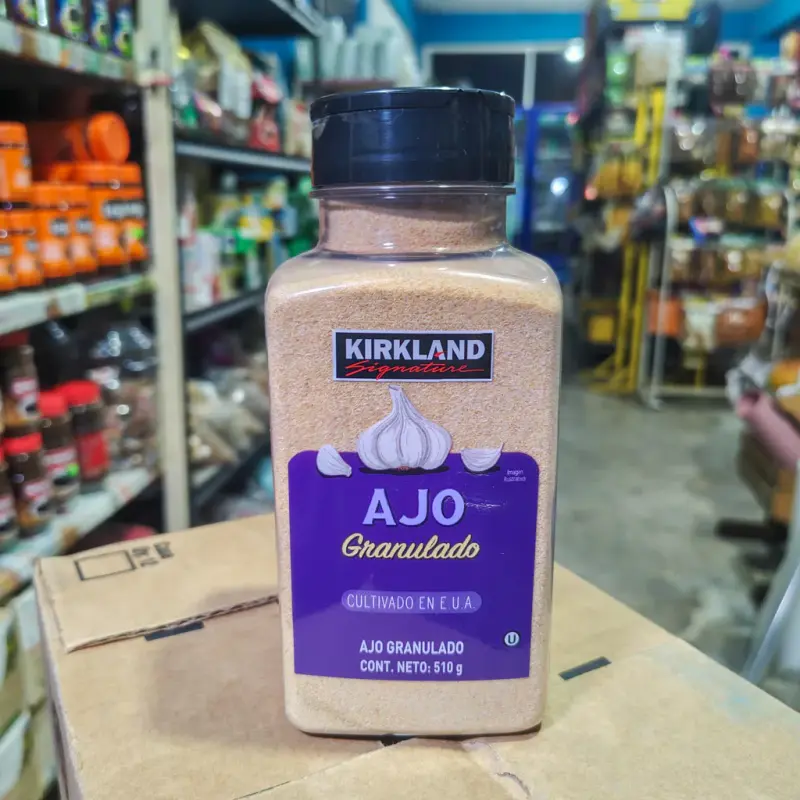 KIRKLAND
Signature
Imagen
Ilustrativa
AJO
Granulado
CULTIVADO EN E U A.
U
AJO GRANULADO
CONT. NETO: 510 g